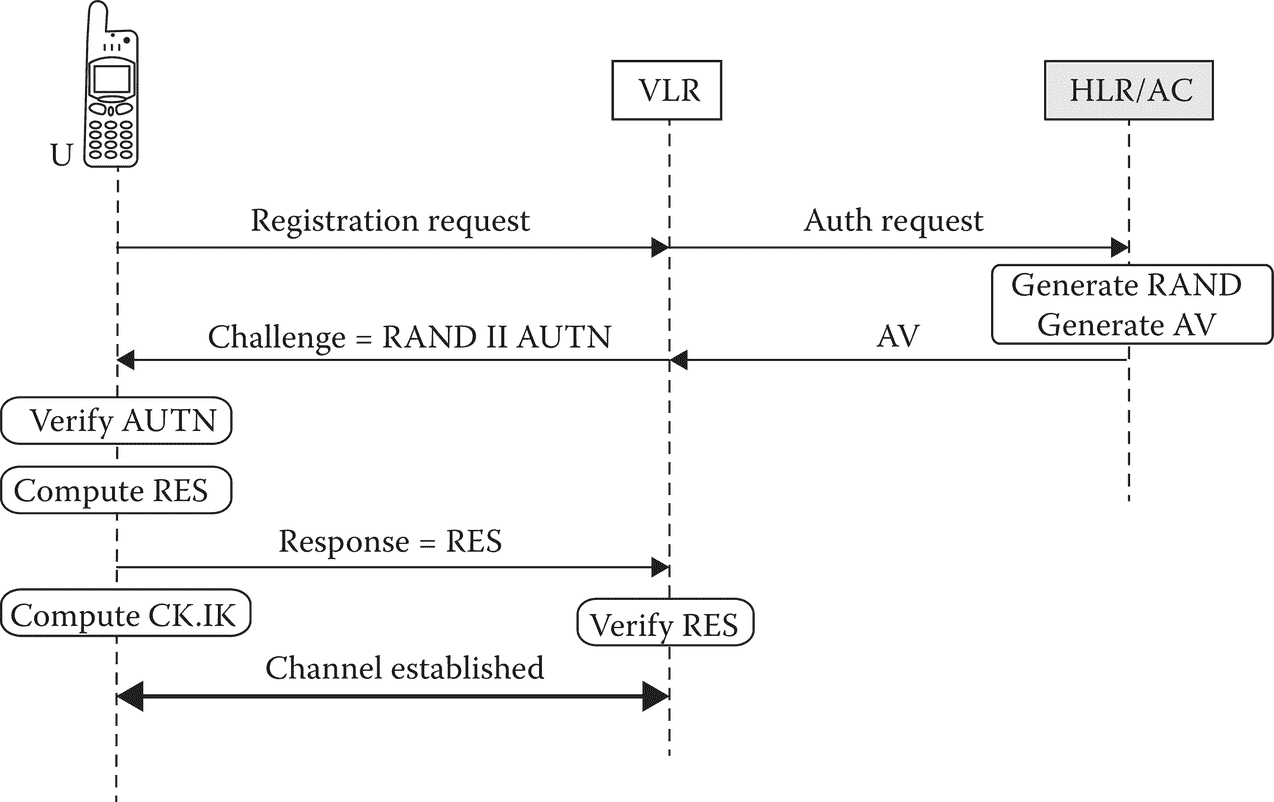 VLR
HLR/AC
U
Registration request
Auth request
Generate RAND
Generate AV
Challenge = RAND II AUTN
AV
Verify AUTN
Compute RES
Response = RES
Compute CK.IK
Verify RES
Channel established